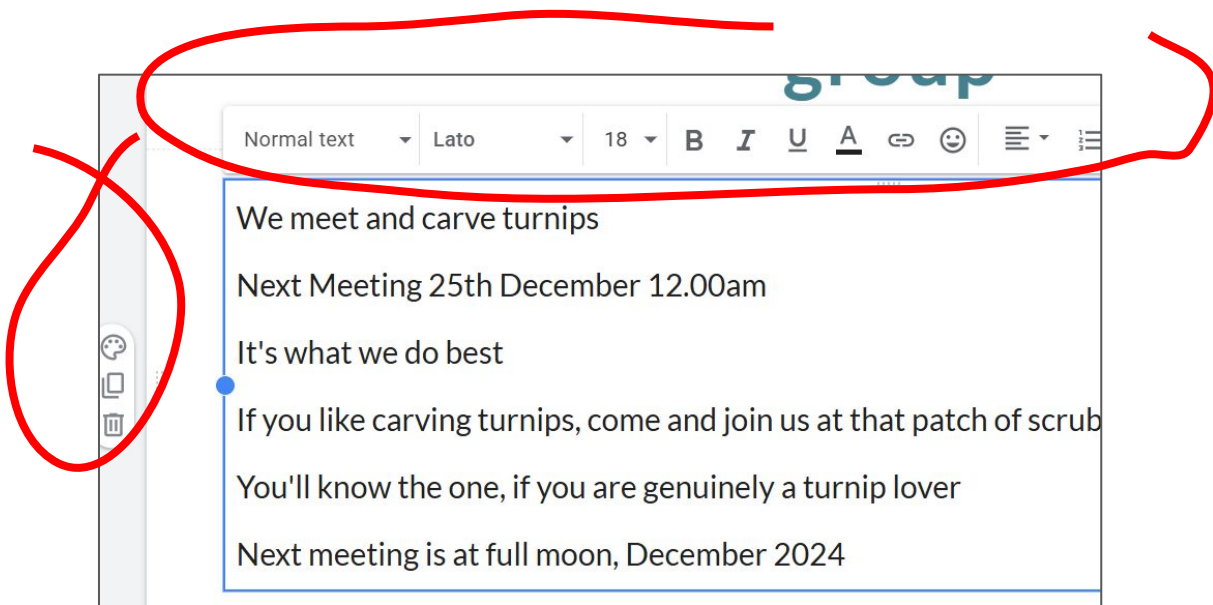 group
Normal text Lato 18 B I U A
We meet and carve turnips
Next Meeting 25th December 12.00am
It's what we do best
If you like carving turnips, come and join us at that patch of scrub
You'll know the one, if you are genuinely a turnip lover
Next meeting is at full moon, December 2024